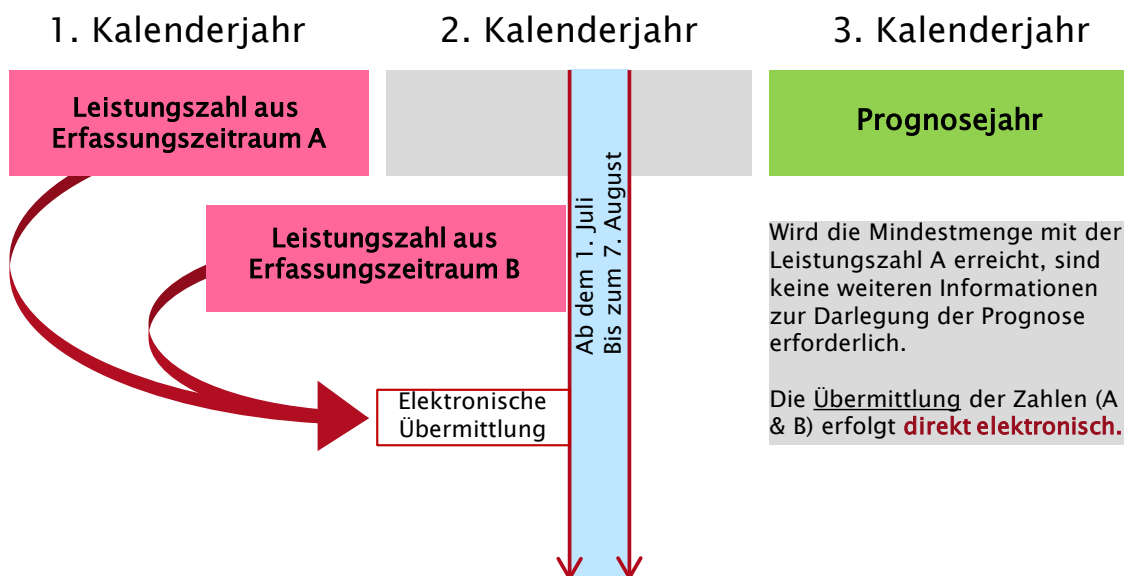 1. Kalenderjahr
2. Kalenderjahr
3. Kalenderjahr
Leistungszahl aus
Erfassungszeitraum A
Prognosejahr
Leistungszahl aus
Erfassungszeitraum B
Ab dem 1. Juli
Bis zum 7. August
Elektronische
Übermittlung
Wird die Mindestmenge mit der
Leistungszahl A erreicht, sind
keine weiteren Informationen
zur Darlegung der Prognose
erforderlich.
Die Übermittlung der Zahlen (A
& B) erfolgt direkt elektronisch.